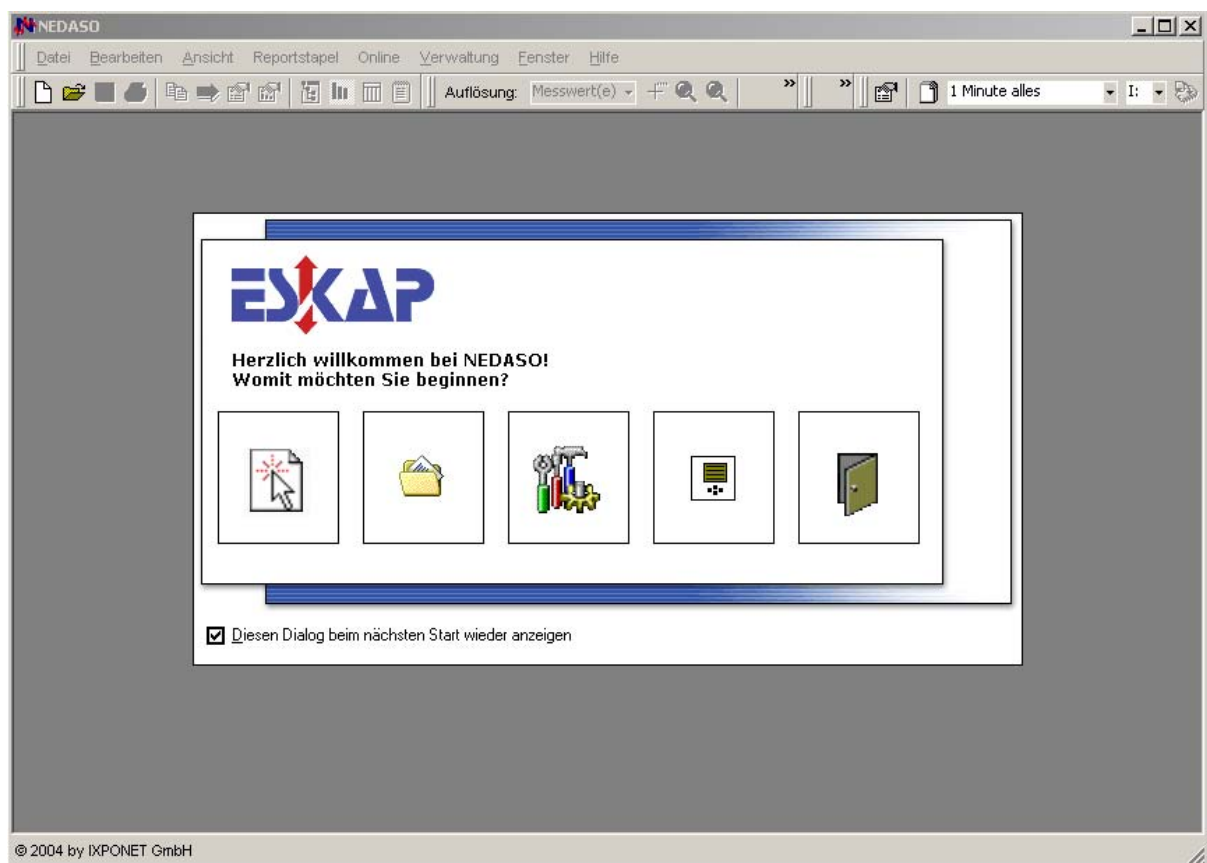 NEDASO
Datei Bearbeiten Ansicht Reportstapel Online Verwaltung Fenster Hilfe
Auflösung: Messwert(e) » » 1 Minute alles I:
ESKAP
Herzlich willkommen bei NEDASO!
Womit möchten Sie beginnen?
Diesen Dialog beim nächsten Start wieder anzeigen
© 2004 by IXPONET GmbH